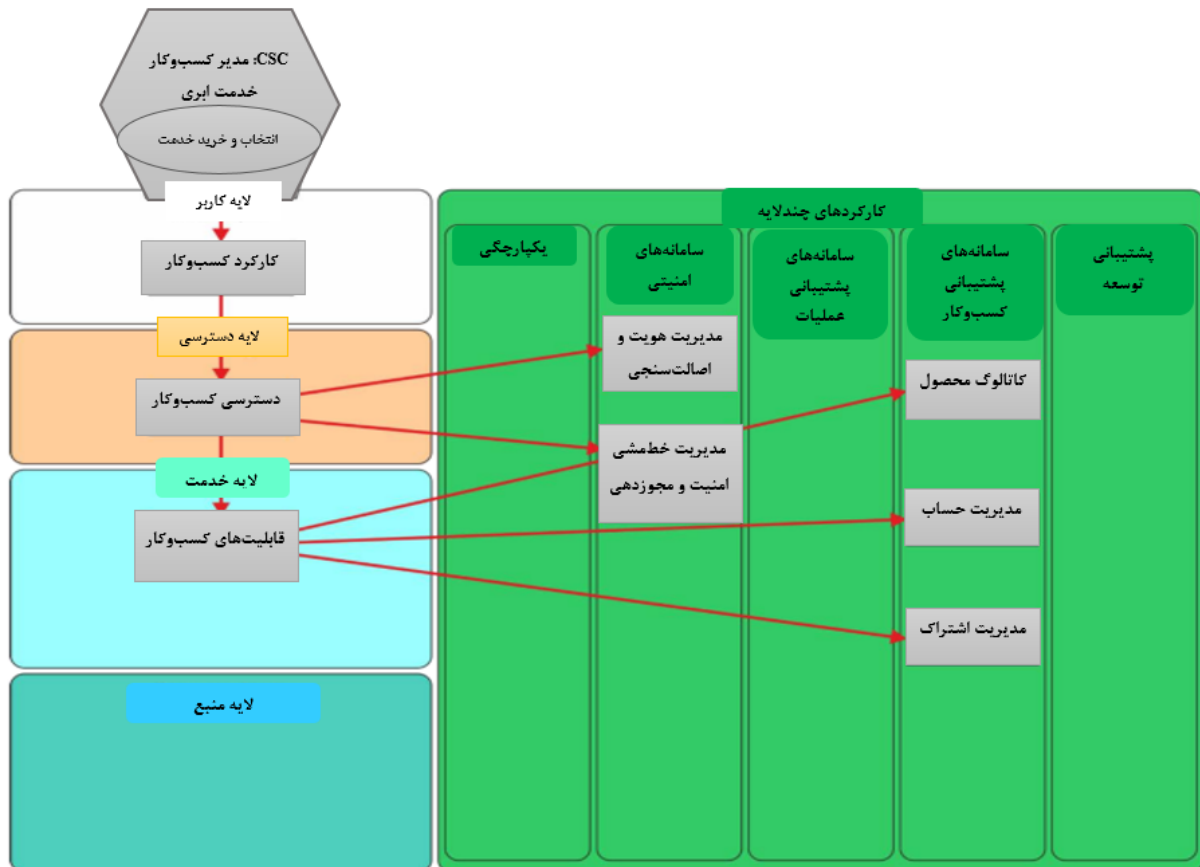 CSC: مدیر کسب‌وکار
خدمت ابری
انتخاب و خرید خدمت
لایه کاربر
کارکرد کسب‌وکار
لایه دسترسی
دسترسی کسب‌وکار
لایه خدمت
قابلیت‌های کسب‌وکار
لایه منبع
کارکردهای چندلایه
یکپارچگی
سامانه‌های
امنیتی
مدیریت هویت و
اصالت‌سنجی
مدیریت خط‌مشی
امنیت و مجوزدهی
سامانه‌های
پشتیبانی
عملیات
سامانه‌های
پشتیبانی
کسب‌وکار
کاتالوگ محصول
مدیریت حساب
مدیریت اشتراک
پشتیبانی
توسعه